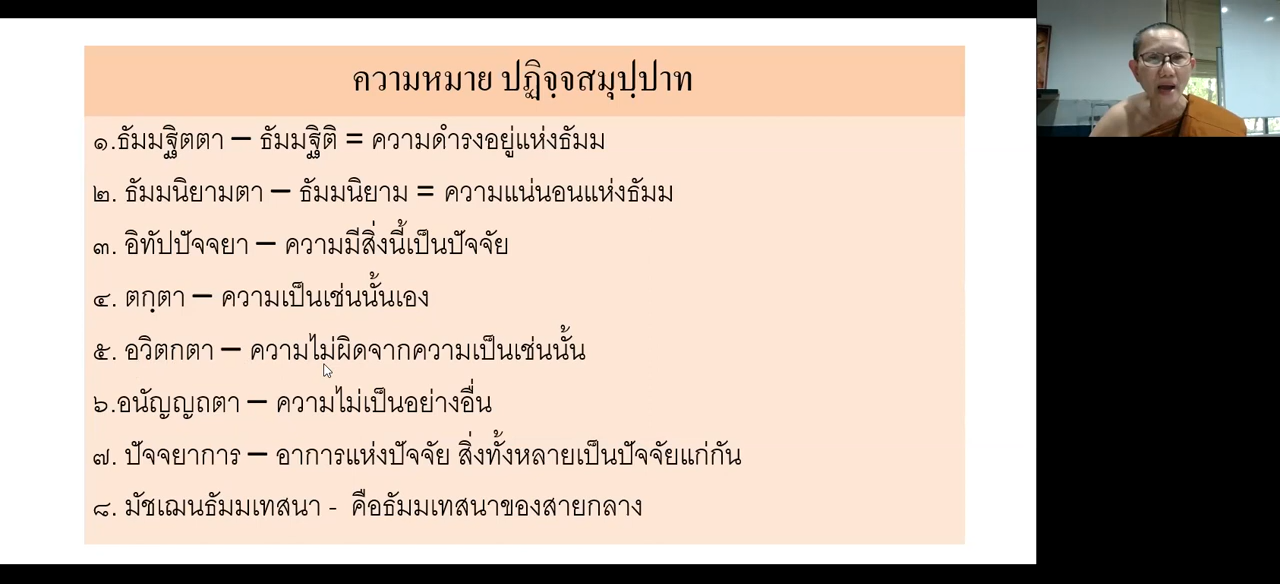 ความหมาย ปฏิจฺจสมุปฺปาท
๑.ธัมมฐิตตา – ธัมมฐิติ = ความดำรงอยู่แห่งธัมม
๒. ธัมมนิยามตา – ธัมมนิยาม = ความแน่นอนแห่งธัมม
๓. อิทัปปัจจยา – ความมีสิ่งนี้เป็นปัจจัย
๔. ตกฺตา – ความเป็นเช่นนั้นเอง
๕. อวิตกตา – ความไม่ผิดจากความเป็นเช่นนั้น
๖.อนัญญถตา – ความไม่เป็นอย่างอื่น
๗. ปัจจยาการ – อาการแห่งปัจจัย สิ่งทั้งหลายเป็นปัจจัยแก่กัน
๘. มัชเฌนธัมมเทสนา - คือธัมมเทสนาของสายกลาง